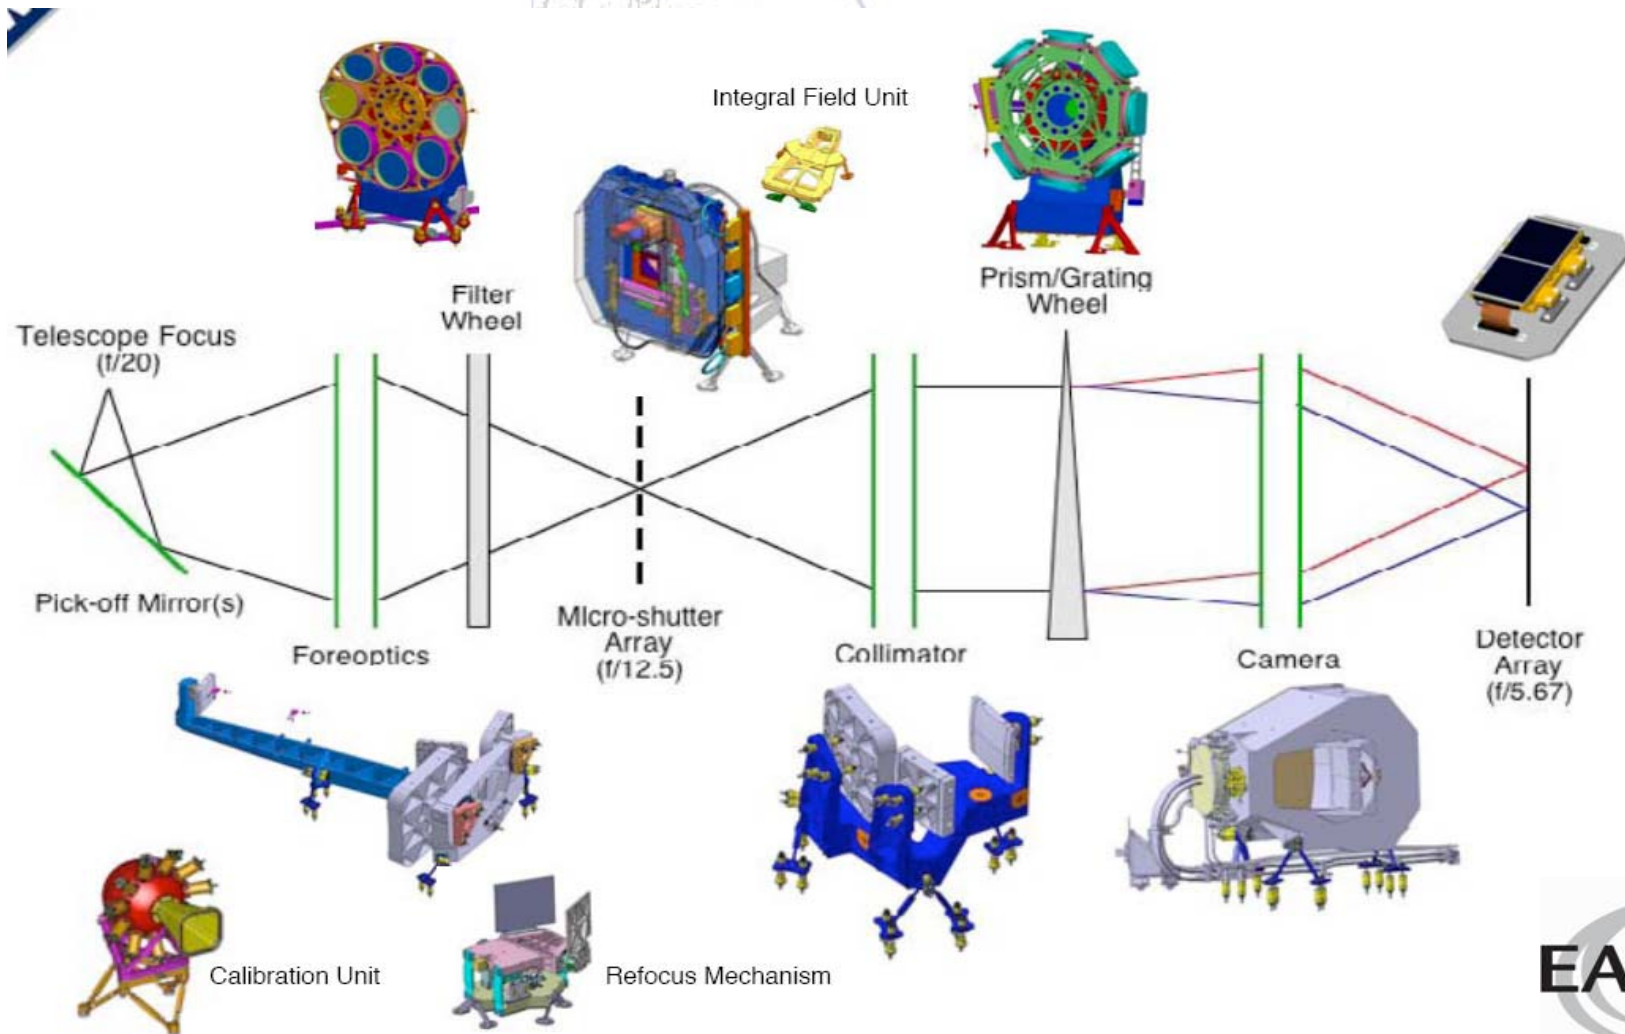 Integral Field Unit
Prism/Grating
Wheel
Filter
Wheel
Telescope Focus
(f/20)
Pick-off Mirror(s)
Foreoptics
MIcro-shutter
Array
(f/12.5)
Collimator
Camera
Detector
Array
(f/5.67)
Calibration Unit
Refocus Mechanism
EA